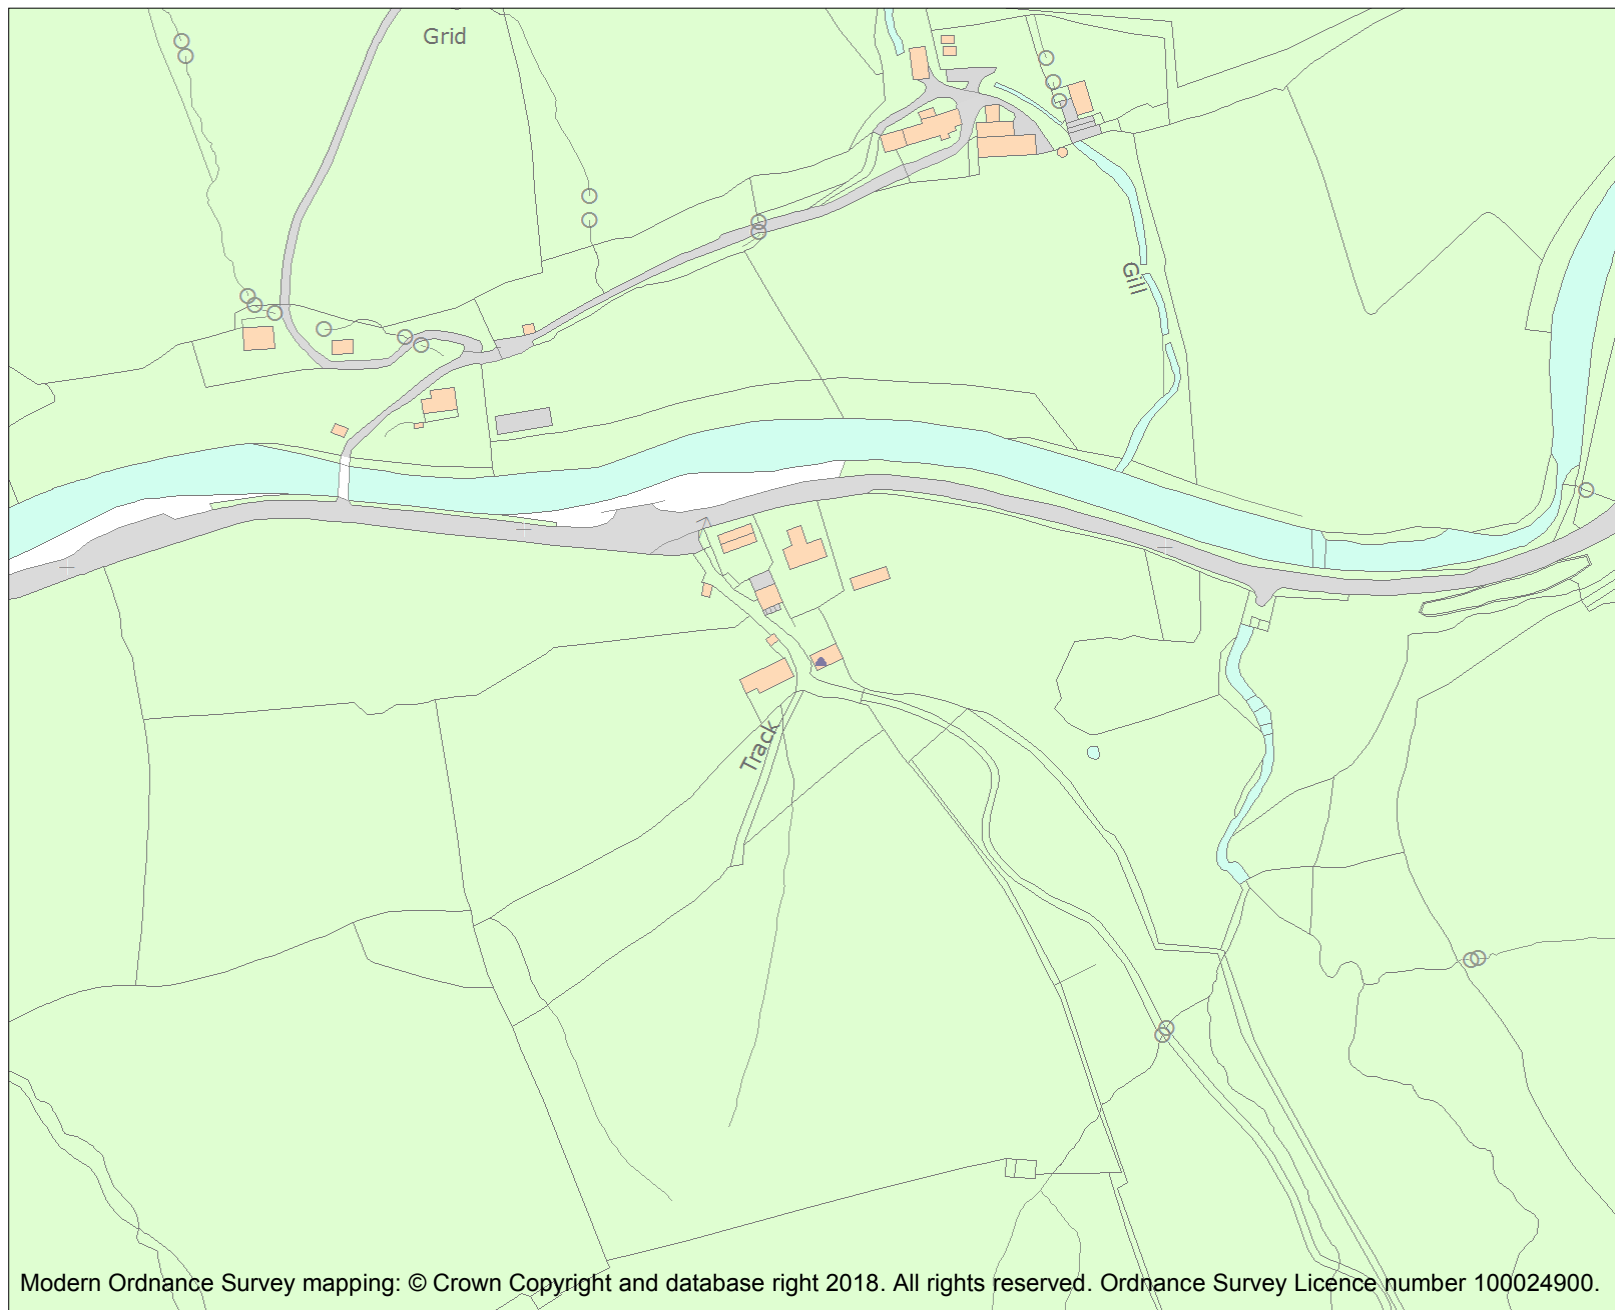 Grid
Gill
Track
Modern Ordnance Survey mapping: © Crown Copyright and database right 2018. All rights reserved. Ordnance Survey Licence number 100024900.